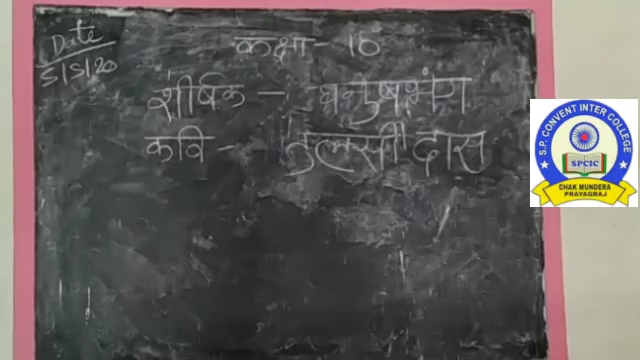 Date
5/5/20
कक्षा - 10
शीर्षक - धनुषभंग
कवि - तुलसी दास
S.P. CONVENT INTER COLLEGE
SPCIC
CHAK MUNDERA
PRAYAGRAJ